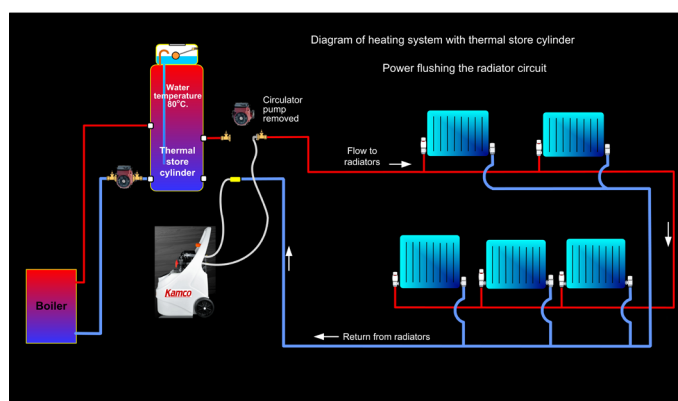 Diagram of heating system with thermal store cylinder
Power flushing the radiator circuit
Water
temperature
80°C.
Circulator
pump
removed
Thermal
store
cylinder
Flow to
radiators
Kamco
Boiler
Return from radiators